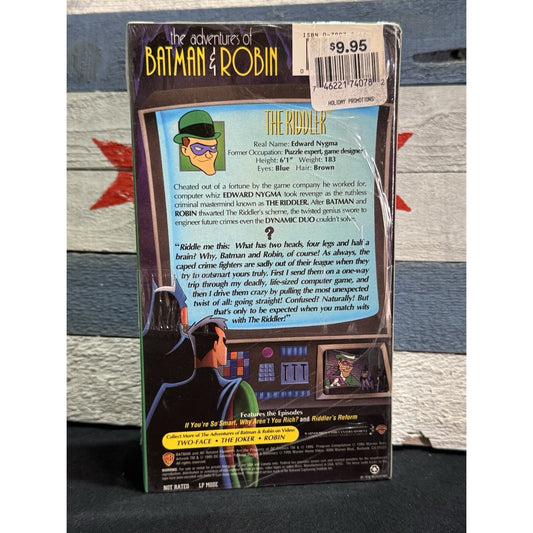 the adventures of
BATMAN & ROBIN
ISBN 0-7907
$9.95
7 46221 74078 2
HOLIDAY PROMOTIONS
THE RIDDLER
Real Name: Edward Nygma
Former Occupation: Puzzle expert, game designer
Height: 6'1" Weight: 183
Eyes: Blue Hair: Brown
Cheated out of a fortune by the game company he worked for,
computer whiz EDWARD NYGMA took revenge as the ruthless
criminal mastermind known as THE RIDDLER. After BATMAN and
ROBIN thwarted The Riddler's scheme, the twisted genius swore to
engineer future crimes even the DYNAMIC DUO couldn't solve.
?
"Riddle me this: What has two heads, four legs and half a
brain? Why, Batman and Robin, of course! As always, the
caped crime fighters are sadly out of their league when they
try to outsmart yours truly. First I send them on a one-way
trip through my deadly, life-sized computer game, and
then I drive them crazy by pulling the most unexpected
twist of all: going straight! Confused? Naturally! But
that's only to be expected when you match wits
with The Riddler!"
Features the Episodes
If You're So Smart, Why Aren't You Rich? and Riddler's Reform
Collect More of The Adventures of Batman & Robin on Video:
TWO-FACE • THE JOKER • ROBIN
NOT RATED LP MODE